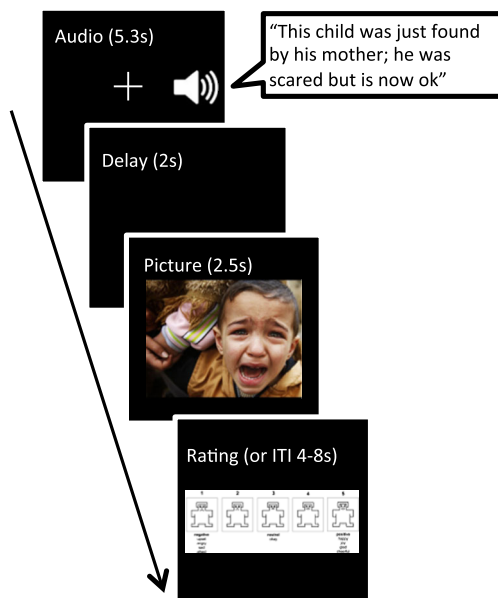 Audio (5.3s)
“This child was just found
by his mother; he was
scared but is now ok”
Delay (2s)
Picture (2.5s)
Rating (or ITI 4-8s)
1 2 3 4 5
negative neutral positive